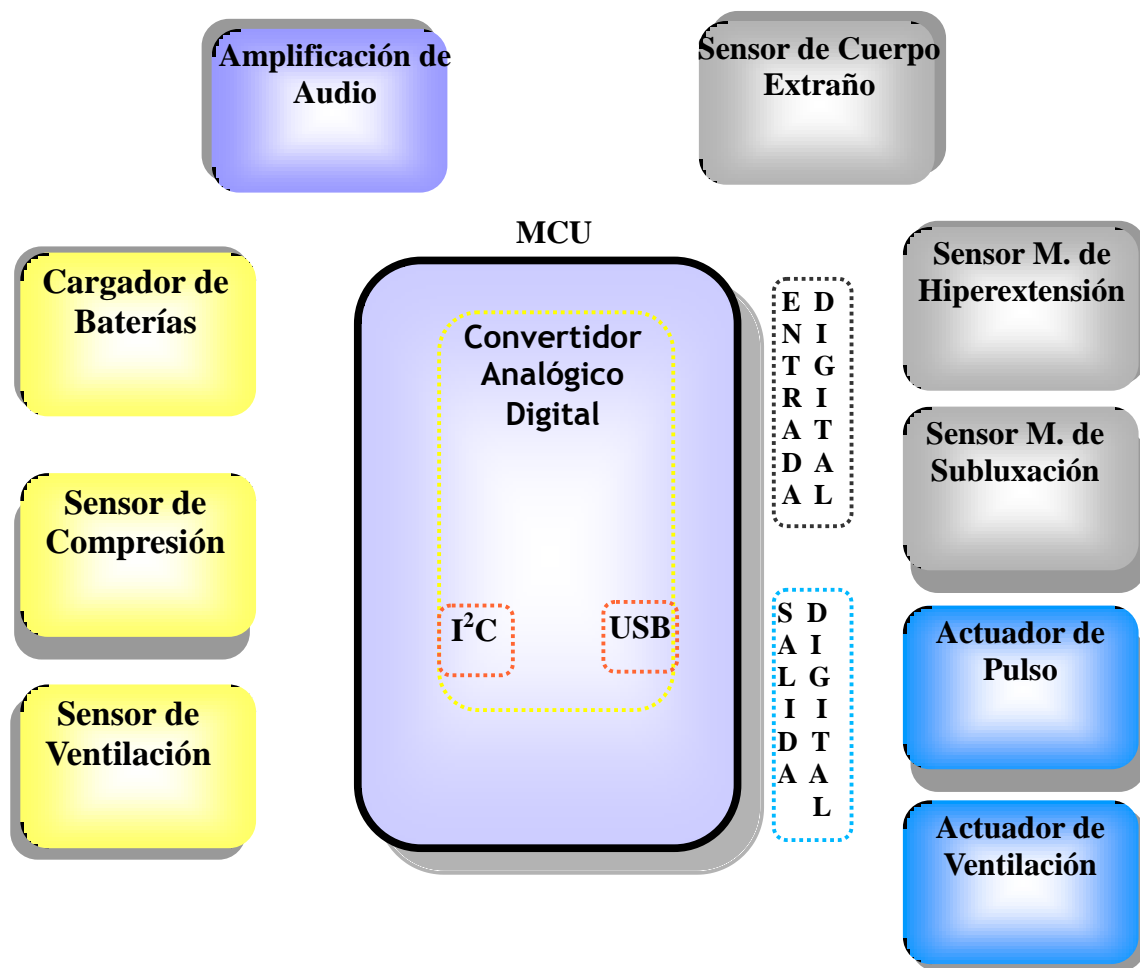 Amplificación de
Audio
Sensor de Cuerpo
Extraño
MCU
Cargador de
Baterías
Sensor de
Compresión
Sensor de
Ventilación
Convertidor
Analógico
Digital
I²C
USB
E D
N I
T G
R I
A T
D A
A L
S D
A I
L G
I I
D T
A A
L
Sensor M. de
Hiperextensión
Sensor M. de
Subluxación
Actuador de
Pulso
Actuador de
Ventilación